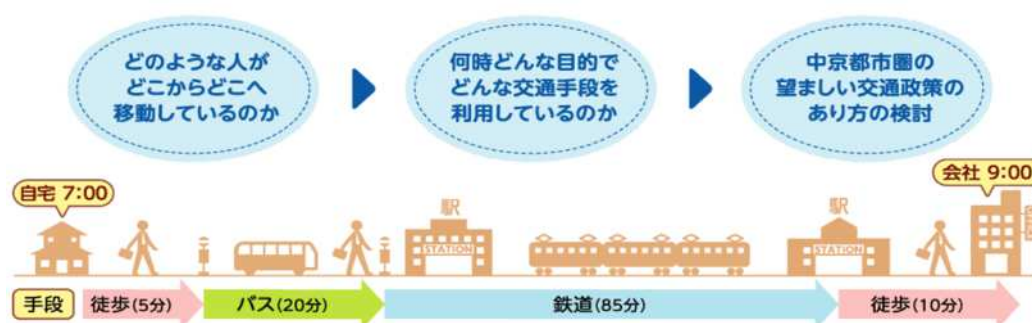 どのような人が
どこからどこへ
移動しているのか
何時どんな目的で
どんな交通手段を
利用しているのか
中京都市圏の
望ましい交通政策の
あり方の検討
自宅 7:00
会社 9:00
駅
駅
STATION
STATION
手段
徒歩(5分)
バス(20分)
鉄道(85分)
徒歩(10分)